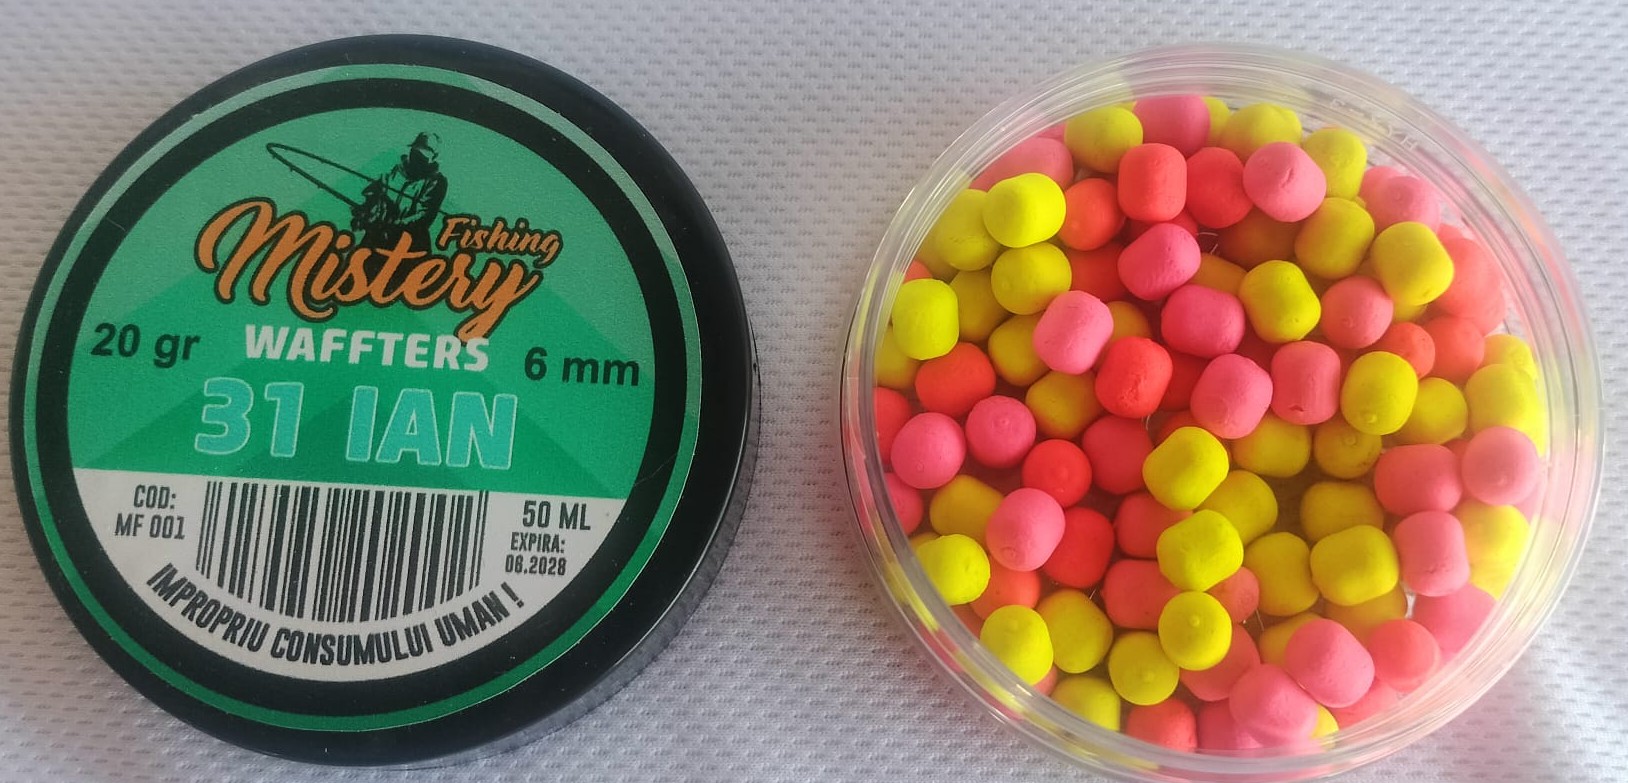 Fishing
Mistery
20 gr WAFFTERS 6 mm
31 IAN
COD:
MF 001
50 ML
EXPIRA:
06.2028
IMPROPRIU CONSUMULUI UMAN !